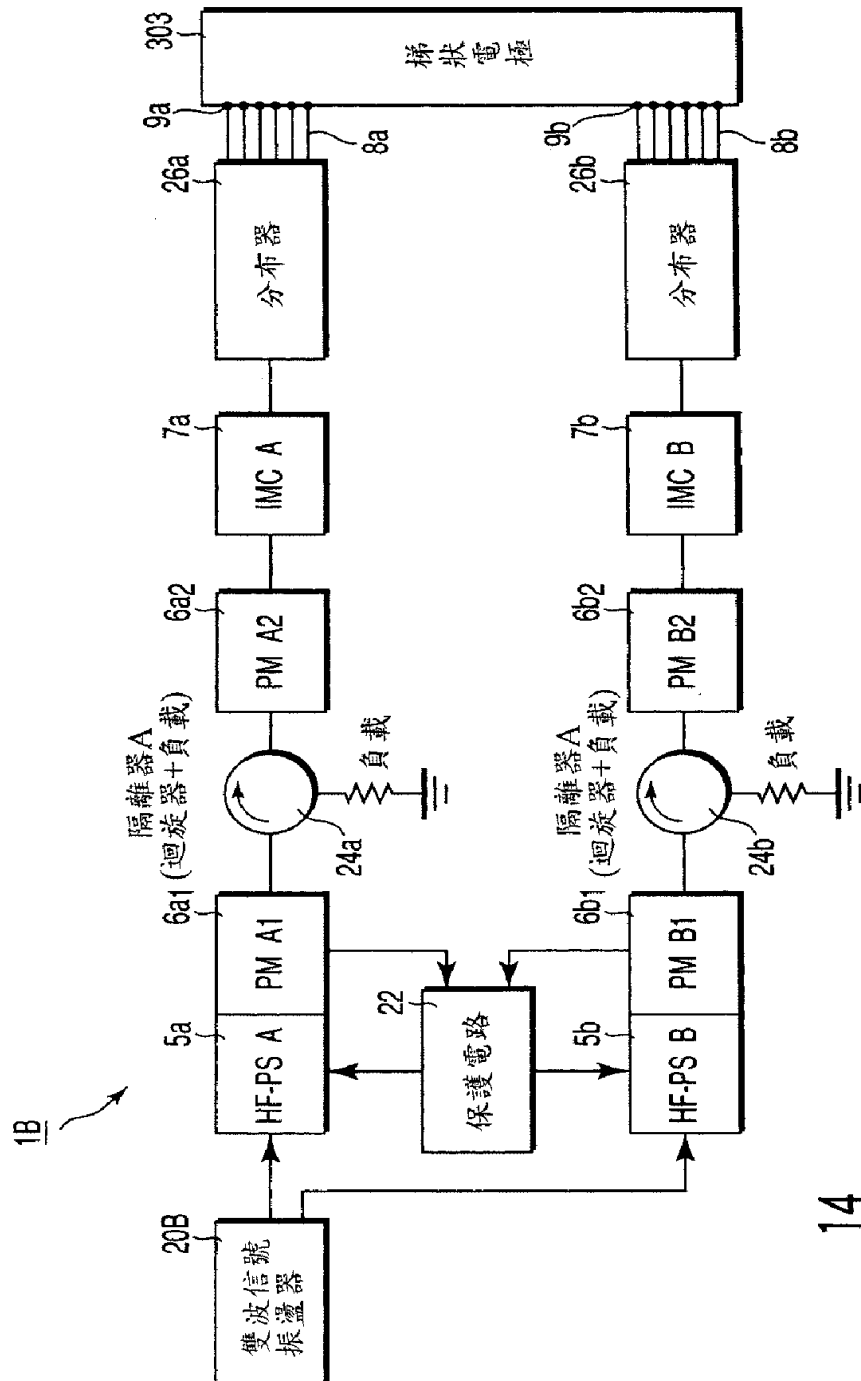 1B
20B
雙波信號
振盪器
5a
HF-PS A
6a1
PM A1
隔離器A
(迴旋器+負載)
24a
負載
6a2
PM A2
7a
IMC A
26a
分布器
9a
8a
303
梯狀電極
22
保護電路
5b
HF-PS B
6b1
PM B1
隔離器A
(迴旋器+負載)
24b
負載
6b2
PM B2
7b
IMC B
26b
分布器
9b
8b
14